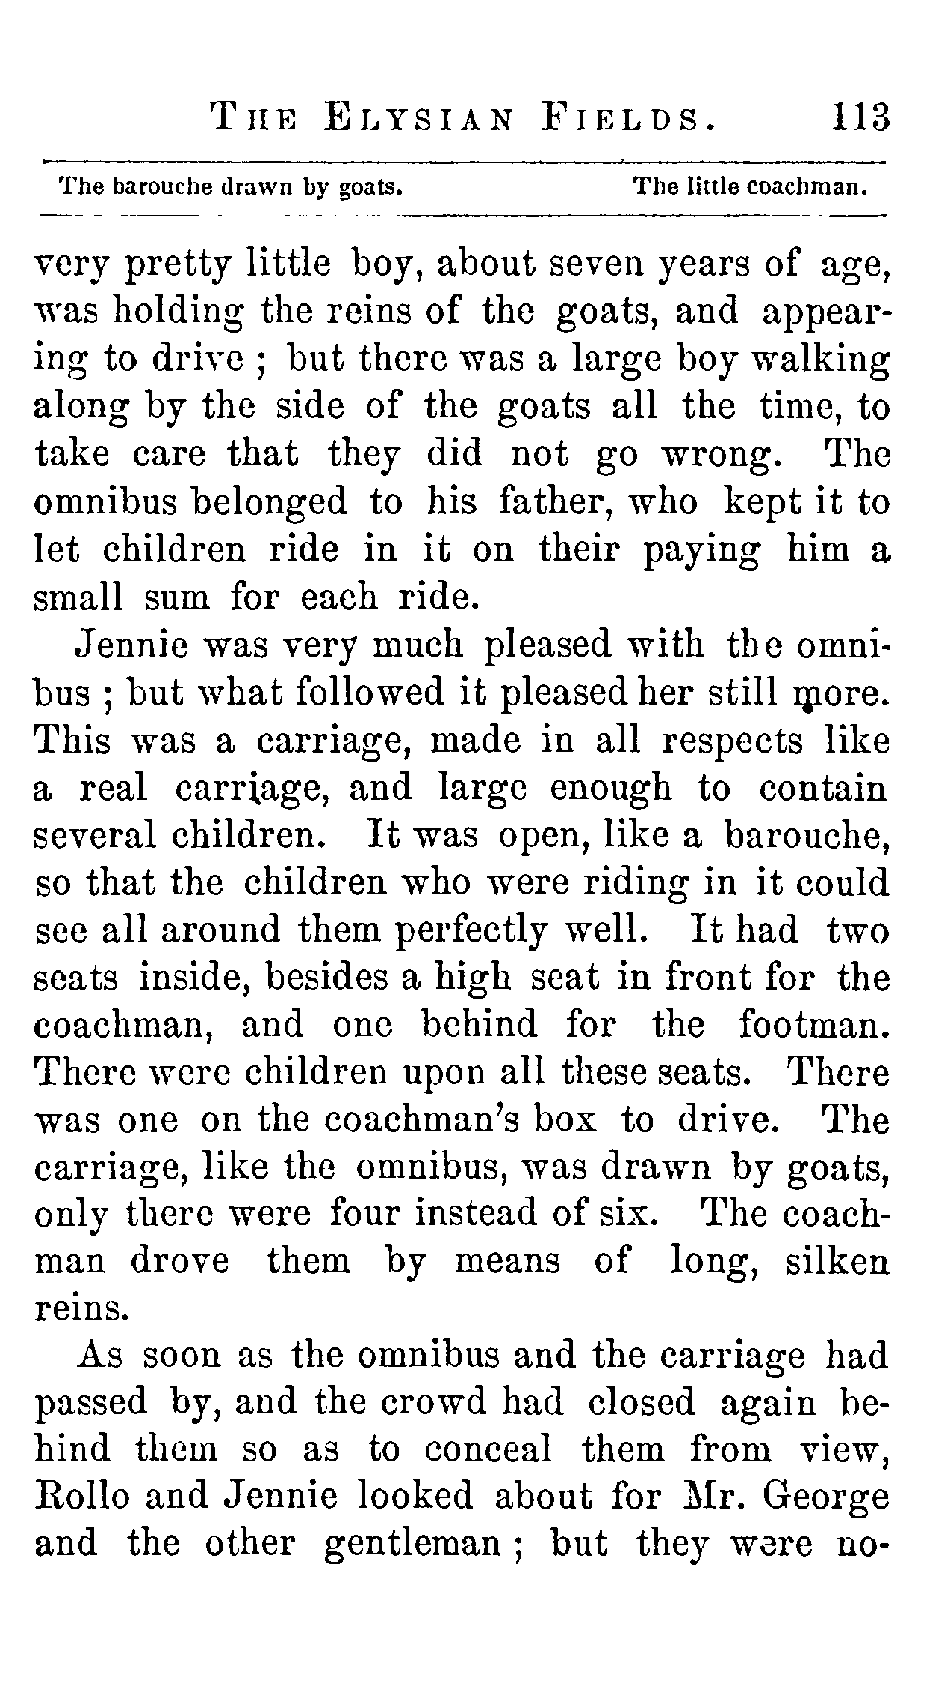 THE ELYSIAN FIELDS. 113
The barouche drawn by goats. The little coachman.
very pretty little boy, about seven years of age,
was holding the reins of the goats, and appear-
ing to drive ; but there was a large boy walking
along by the side of the goats all the time, to
take care that they did not go wrong. The
omnibus belonged to his father, who kept it to
let children ride in it on their paying him a
small sum for each ride.
Jennie was very much pleased with the omni-
bus ; but what followed it pleased her still more.
This was a carriage, made in all respects like
a real carriage, and large enough to contain
several children. It was open, like a barouche,
so that the children who were riding in it could
see all around them perfectly well. It had two
seats inside, besides a high seat in front for the
coachman, and one behind for the footman.
There were children upon all these seats. There
was one on the coachman's box to drive. The
carriage, like the omnibus, was drawn by goats,
only there were four instead of six. The coach-
man drove them by means of long, silken
reins.
As soon as the omnibus and the carriage had
passed by, and the crowd had closed again be-
hind them so as to conceal them from view,
Rollo and Jennie looked about for Mr. George
and the other gentleman ; but they were no-